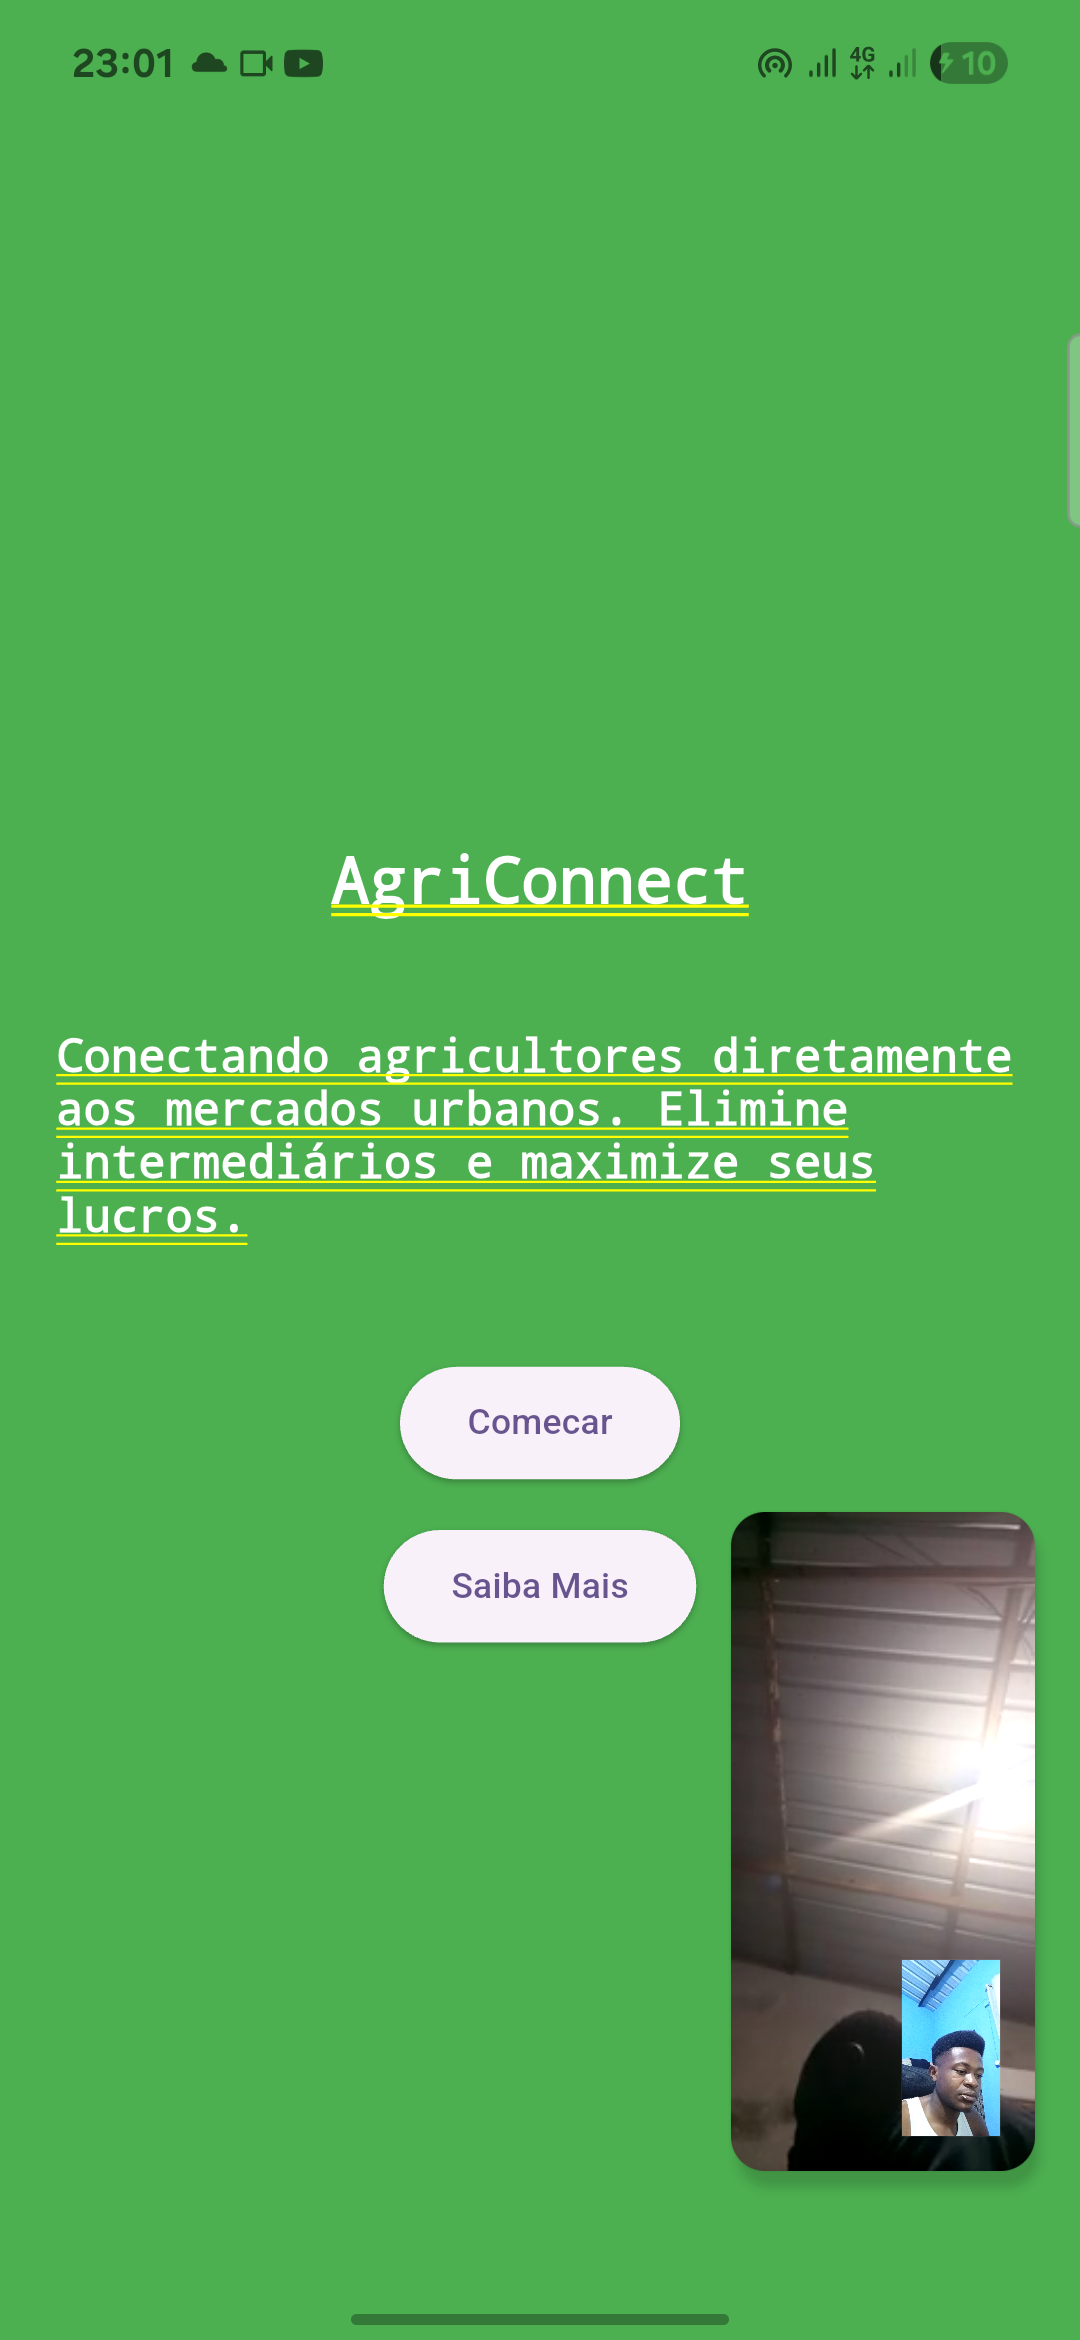 23:01
4G
10
AgriConnect
Conectando agricultores diretamente
aos mercados urbanos. Elimine
intermediários e maximize seus
lucros.
Comecar
Saiba Mais